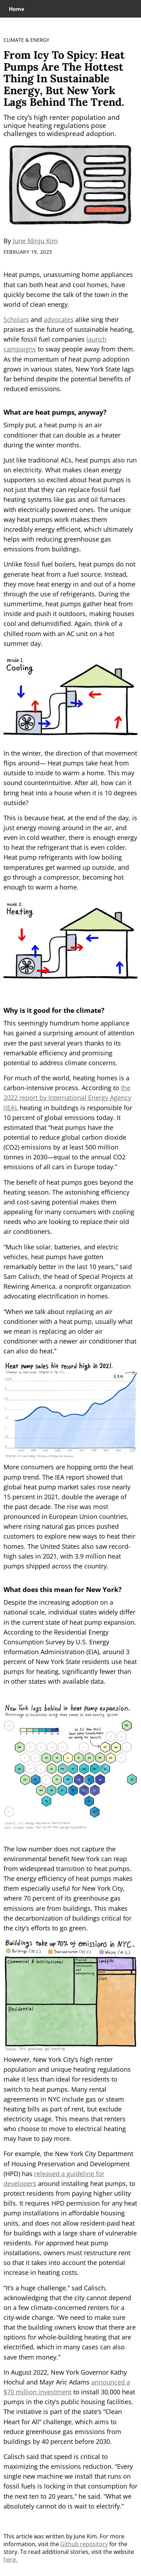 Home
CLIMATE & ENERGY
From Icy To Spicy: Heat
Pumps Are The Hottest
Thing In Sustainable
Energy, But New York
Lags Behind The Trend.
The city’s high renter population and
unique heating regulations pose
challenges to widespread adoption.
By June Minju Kim
FEBRUARY 19, 2023
Heat pumps, unassuming home appliances
that can both heat and cool homes, have
quickly become the talk of the town in the
world of clean energy.
Scholars and advocates alike sing their
praises as the future of sustainable heating,
while fossil fuel companies launch
campaigns to sway people away from them.
As the momentum of heat pump adoption
grows in various states, New York State lags
far behind despite the potential benefits of
reduced emissions.
What are heat pumps, anyway?
Simply put, a heat pump is an air
conditioner that can double as a heater
during the winter months.
Just like traditional ACs, heat pumps also run
on electricity. What makes clean energy
supporters so excited about heat pumps is
not just that they can replace fossil fuel
heating systems like gas and oil furnaces
with electrically powered ones. The unique
way heat pumps work makes them
incredibly energy efficient, which ultimately
helps with reducing greenhouse gas
emissions from buildings.
Unlike fossil fuel boilers, heat pumps do not
generate heat from a fuel source. Instead,
they move heat energy in and out of a home
through the use of refrigerants. During the
summertime, heat pumps gather heat from
inside and push it outdoors, making homes
cool and dehumidified. Again, think of a
chilled room with an AC unit on a hot
summer day.
mode 1.
Cooling
In the winter, the direction of that movement
flips around— Heat pumps take heat from
outside to inside to warm a home. This may
sound counterintuitive. After all, how can it
bring heat into a house when it is 10 degrees
outside?
This is because heat, at the end of the day, is
just energy moving around in the air, and
even in cold weather, there is enough energy
to heat the refrigerant that is even colder.
Heat pump refrigerants with low boiling
temperatures get warmed up outside, and
go through a compressor, becoming hot
enough to warm a home.
mode 2.
Heating
Why is it good for the climate?
This seemingly humdrum home appliance
has gained a surprising amount of attention
over the past several years thanks to its
remarkable efficiency and promising
potential to address climate concerns.
For much of the world, heating homes is a
carbon-intensive process. According to the
2022 report by International Energy Agency
(IEA), heating in buildings is responsible for
10 percent of global emissions today. It
estimated that “heat pumps have the
potential to reduce global carbon dioxide
(CO2) emissions by at least 500 million
tonnes in 2030—equal to the annual CO2
emissions of all cars in Europe today.”
The benefit of heat pumps goes beyond the
heating season. The astonishing efficiency
and cost-saving potential makes them
appealing for many consumers with cooling
needs who are looking to replace their old
air conditioners.
“Much like solar, batteries, and electric
vehicles, heat pumps have gotten
remarkably better in the last 10 years,” said
Sam Calisch, the head of Special Projects at
Rewiring America, a nonprofit organization
advocating electrification in homes.
“When we talk about replacing an air
conditioner with a heat pump, usually what
we mean is replacing an older air
conditioner with a newer air conditioner that
can also do heat.”
Heat pump sales hit record high in 2021.
More consumers are hopping onto the heat
pump trend. The IEA report showed that
global heat pump market sales rose nearly
15 percent in 2021, double the average of
the past decade. The rise was most
pronounced in European Union countries,
where rising natural gas prices pushed
customers to explore new ways to heat their
homes. The United States also saw record-
high sales in 2021, with 3.9 million heat
pumps shipped across the country.
What does this mean for New York?
Despite the increasing adoption on a
national scale, individual states widely differ
in the current state of heat pump expansion.
According to the Residential Energy
Consumption Survey by U.S. Energy
Information Administration (EIA), around 3
percent of New York State residents use heat
pumps for heating, significantly fewer than
in other states with available data.
New York lags behind in heat pump expansion.
The low number does not capture the
environmental benefit New York can reap
from widespread transition to heat pumps.
The energy efficiency of heat pumps makes
them especially useful for New York City,
where 70 percent of its greenhouse gas
emissions are from buildings. This makes
the decarbonization of buildings critical for
the city’s efforts to go green.
Buildings take up 70% of emissions in NYC.
Commercial & Institutional
Residential
However, New York City’s high renter
population and unique heating regulations
make it less than ideal for residents to
switch to heat pumps. Many rental
agreements in NYC include gas or steam
heating bills as part of rent, but exclude
electricity usage. This means that renters
who choose to move to electrical heating
may have to pay more.
For example, the New York City Department
of Housing Preservation and Development
(HPD) has released a guideline for
developers around installing heat pumps, to
protect residents from paying higher utility
bills. It requires HPD permission for any heat
pump installations in affordable housing
units, and does not allow resident paid heat
for buildings with a large share of vulnerable
residents. For approved heat pump
installations, owners must restructure rent
so that it takes into account the potential
increase in heating costs.
“It’s a huge challenge.” sad Calisch,
acknowledging that the city cannot depend
on a few climate-concerned renters for a
city-wide change. “We need to make sure
that the building owners know that there are
options for whole-building heating that are
electrified, which in many cases can also
save them money.”
In August 2022, New York Governor Kathy
Hochul and Mayr Aric Adams announced a
$70 million investment to install 30,000 heat
pumps in the city’s public housing facilities.
The initiative is part of the state’s “Clean
Heart for All” challenge, which aims to
reduce greenhouse gas emissions from
buildings by 40 percent before 2030.
Calisch said that speed is critical to
maximizing the emissions reduction. “Every
single new machine we install that runs on
fossil fuels is locking in that consumption for
the next ten to 20 years,” he said. “What we
absolutely cannot do is wait to electrify.”
This article was written by June Kim. For more
information, visit the Github repository for this
story. To read additional stories, visit the website
here.